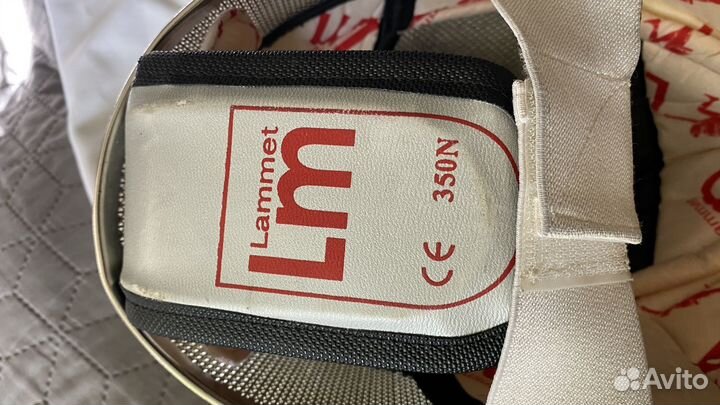 Lammet
Lm
CE 350N
Avito